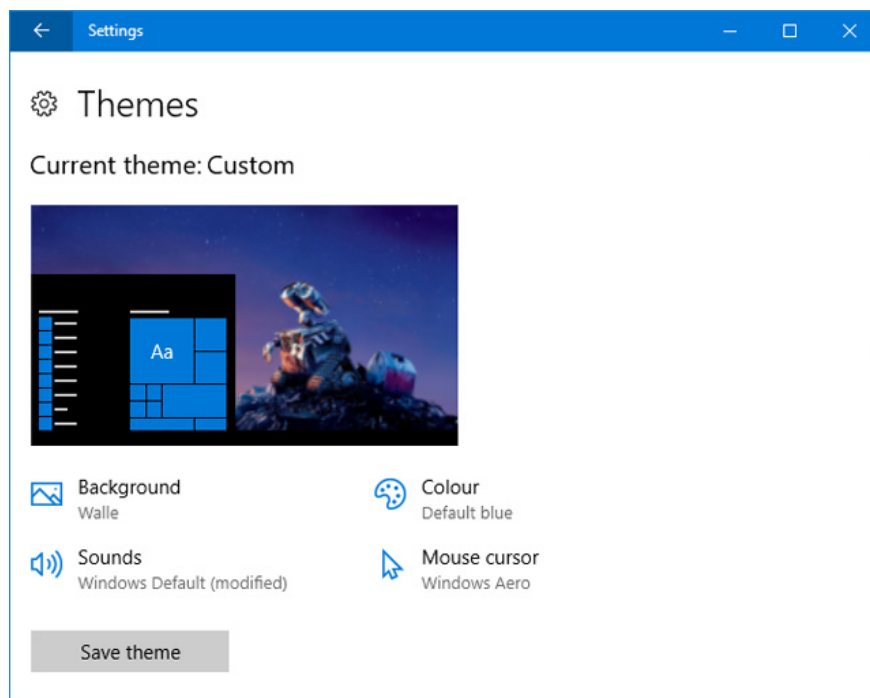 Settings
Themes
Current theme: Custom
Aa
Background
Walle
Colour
Default blue
Sounds
Windows Default (modified)
Mouse cursor
Windows Aero
Save theme